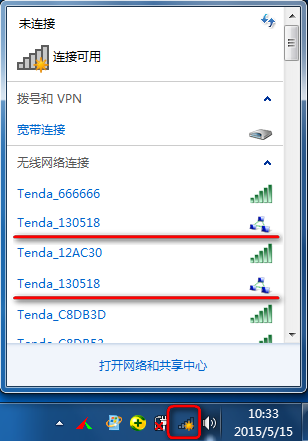 未连接
连接可用
拨号和 VPN
宽带连接
无线网络连接
Tenda_666666
Tenda_130518
Tenda_12AC30
Tenda_130518
Tenda_C8DB3D
打开网络和共享中心
10:33
2015/5/15